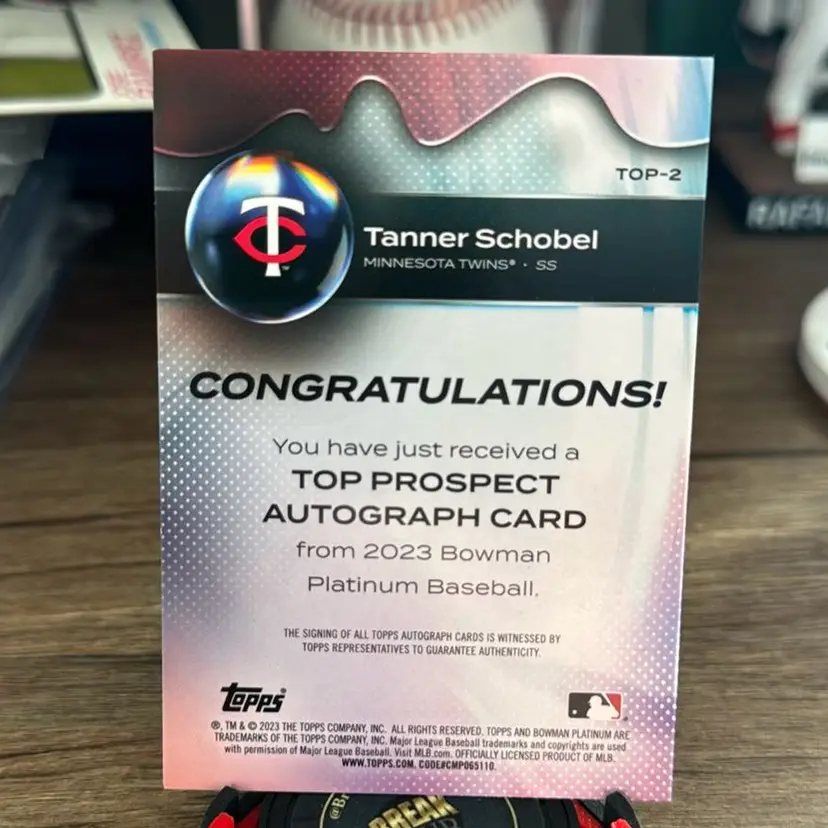 TOP-2
TC
Tanner Schobel
MINNESOTA TWINS® · SS
CONGRATULATIONS!
You have just received a
TOP PROSPECT
AUTOGRAPH CARD
from 2023 Bowman
Platinum Baseball.
THE SIGNING OF ALL TOPPS AUTOGRAPH CARDS IS WITNESSED BY
TOPPS REPRESENTATIVES TO GUARANTEE AUTHENTICITY.
topps®
®, TM & © 2023 THE TOPPS COMPANY, INC. ALL RIGHTS RESERVED. TOPPS AND BOWMAN PLATINUM ARE
TRADEMARKS OF THE TOPPS COMPANY, INC. Major League Baseball trademarks and copyrights are used
with permission of Major League Baseball. Visit MLB.com. OFFICIALLY LICENSED PRODUCT OF MLB.
WWW.TOPPS.COM. CODE#CMP065110.
BREAK